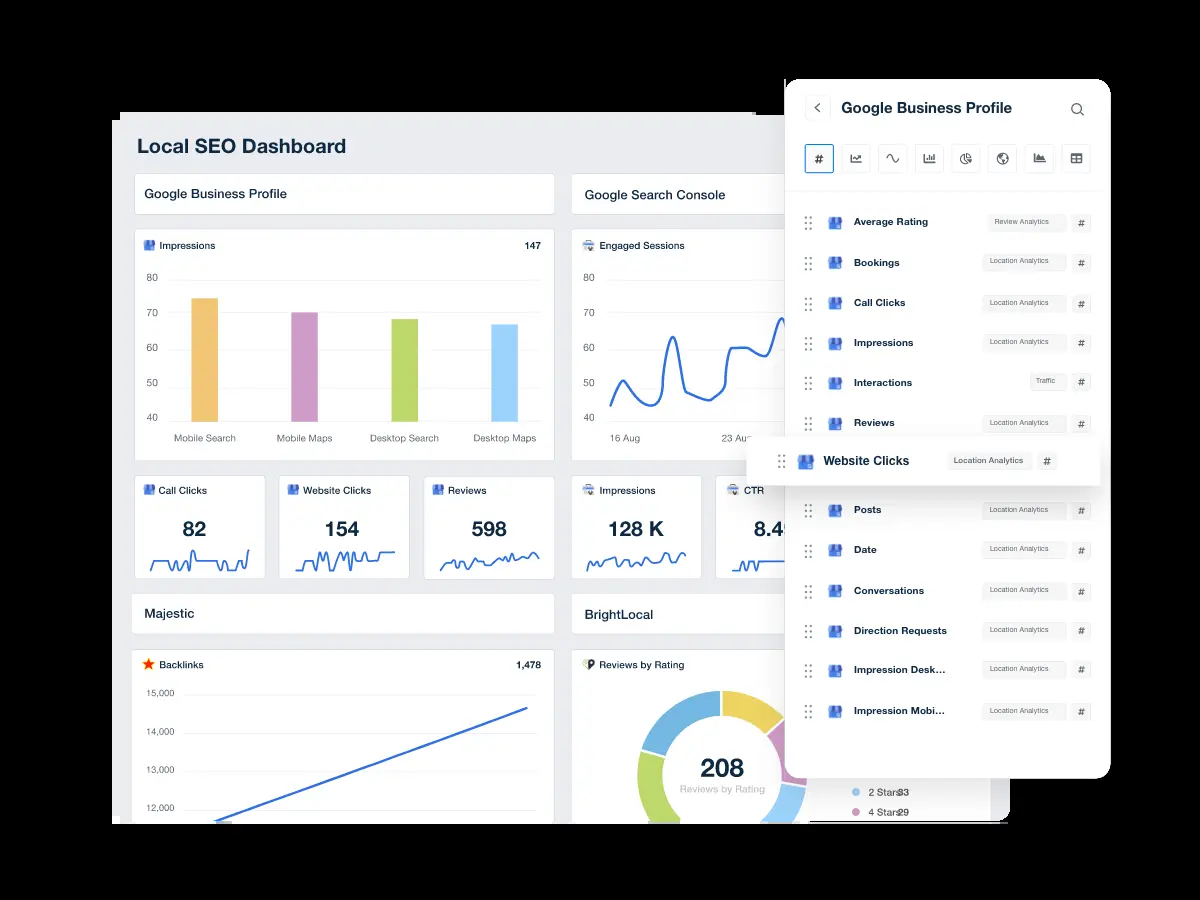 Local SEO Dashboard
Google Business Profile
Google Search Console
Impressions 147
80
70
60
50
40
Mobile Search Mobile Maps Desktop Search Desktop Maps
Engaged Sessions
80
70
60
50
40
16 Aug 23 Aug
Call Clicks
82
Website Clicks
154
Reviews
598
Impressions
128 K
CTR
Majestic
BrightLocal
Backlinks 1,478
15,000
14,000
13,000
12,000
Reviews by Rating
208
Reviews by Rating
2 Stars 33
4 Stars 29
Google Business Profile
#
Average Rating Review Analytics #
Bookings Location Analytics #
Call Clicks Location Analytics #
Impressions Location Analytics #
Interactions Traffic #
Reviews Location Analytics #
Website Clicks Location Analytics #
Posts Location Analytics #
Date Location Analytics #
Conversations Location Analytics #
Direction Requests Location Analytics #
Impression Desk... Location Analytics #
Impression Mobi... Location Analytics #